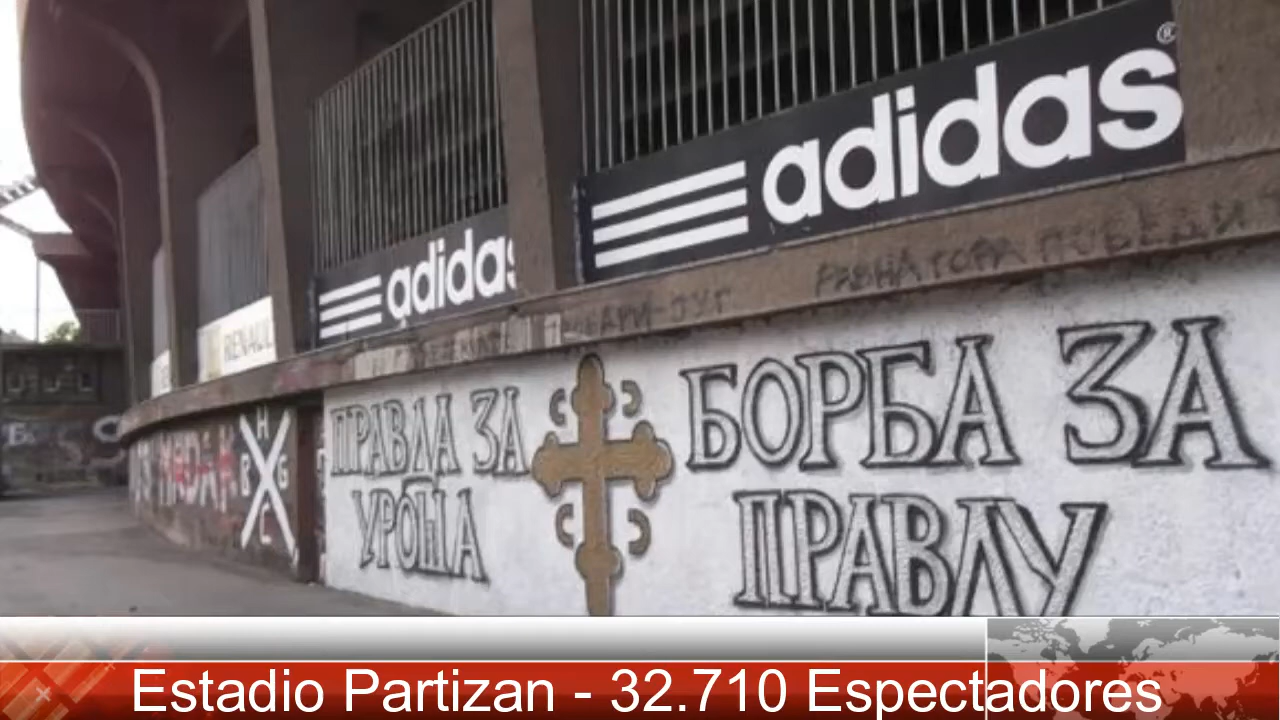 adidas®
adidas
RENAULT
РАВНА ГОРА ПОБЕДИ
ПРАВДА ЗА
УРОША
БОРБА ЗА
ПРАВДУ
Н
В G
С
Estadio Partizan - 32.710 Espectadores